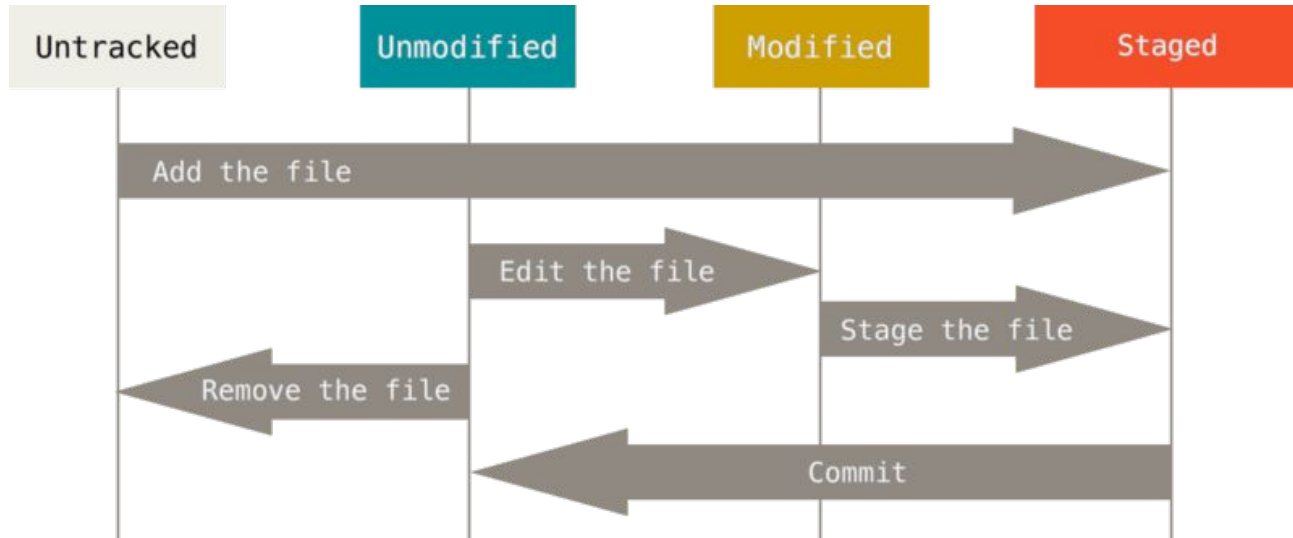 Untracked
Unmodified
Modified
Staged
Add the file
Edit the file
Stage the file
Remove the file
Commit